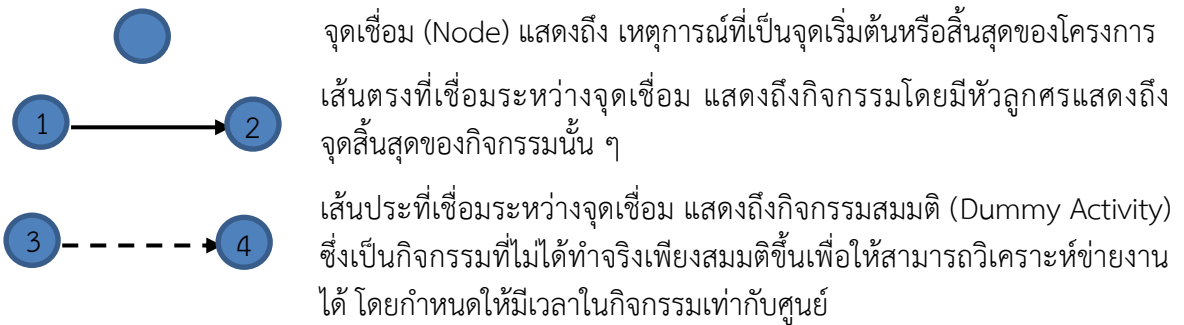 จุดเชื่อม (Node) แสดงถึง เหตุการณ์ที่เป็นจุดเริ่มต้นหรือสิ้นสุดของโครงการ
1 2 เส้นตรงที่เชื่อมระหว่างจุดเชื่อม แสดงถึงกิจกรรมโดยมีหัวลูกศรแสดงถึง
จุดสิ้นสุดของกิจกรรมนั้น ๆ
เส้นประที่เชื่อมระหว่างจุดเชื่อม แสดงถึงกิจกรรมสมมติ (Dummy Activity)
3 4 ซึ่งเป็นกิจกรรมที่ไม่ได้ทำจริงเพียงสมมติขึ้นเพื่อให้สามารถวิเคราะห์ข่ายงาน
ได้ โดยกำหนดให้มีเวลาในกิจกรรมเท่ากับศูนย์